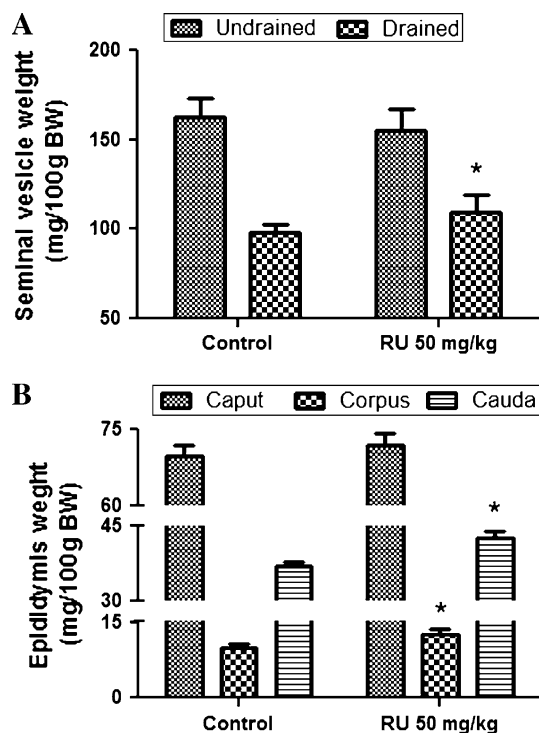 A
Undrained Drained
Seminal vesicle weight
(mg/100g BW)
200
150
100
50
*
Control RU 50 mg/kg
B
Caput Corpus Cauda
Epididymis weght
(mg/100g BW)
75
60
45
30
15
0
*
*
Control RU 50 mg/kg